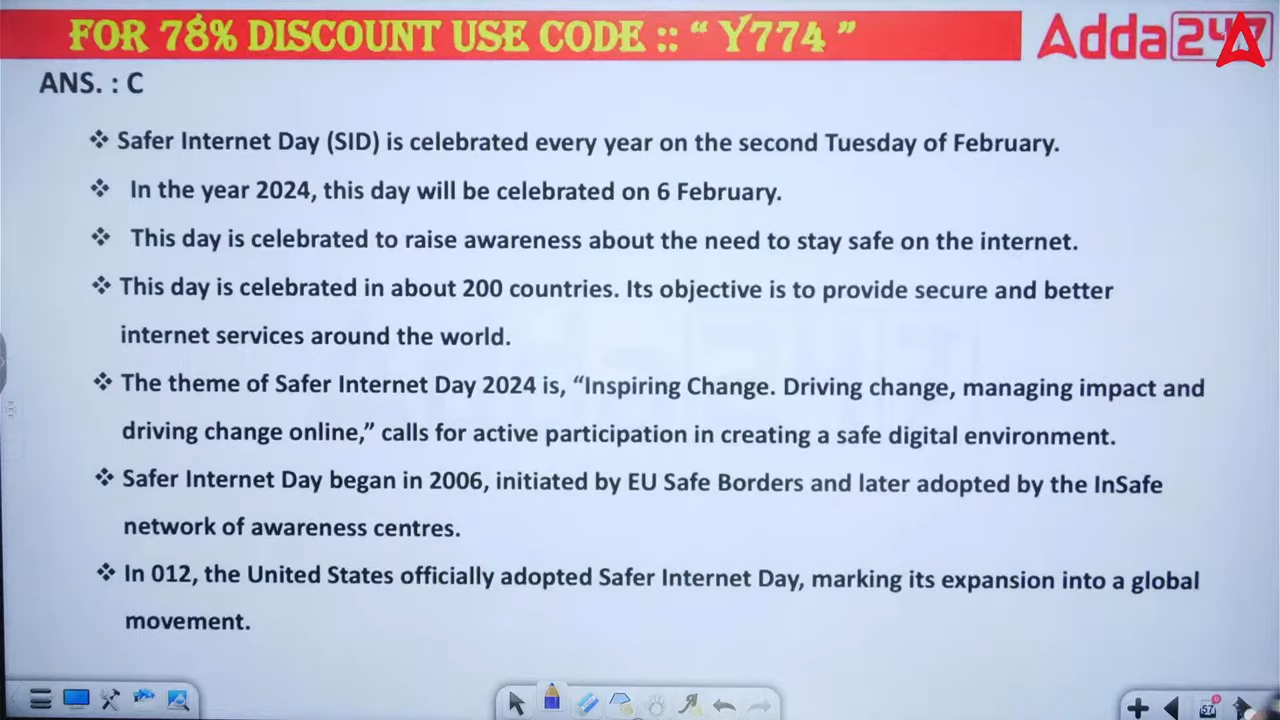 FOR 78% DISCOUNT USE CODE :: “ Y774 ”
Adda247
ANS. : C
❖ Safer Internet Day (SID) is celebrated every year on the second Tuesday of February.
❖ In the year 2024, this day will be celebrated on 6 February.
❖ This day is celebrated to raise awareness about the need to stay safe on the internet.
❖ This day is celebrated in about 200 countries. Its objective is to provide secure and better
internet services around the world.
❖ The theme of Safer Internet Day 2024 is, “Inspiring Change. Driving change, managing impact and
driving change online,” calls for active participation in creating a safe digital environment.
❖ Safer Internet Day began in 2006, initiated by EU Safe Borders and later adopted by the InSafe
network of awareness centres.
❖ In 012, the United States officially adopted Safer Internet Day, marking its expansion into a global
movement.
57